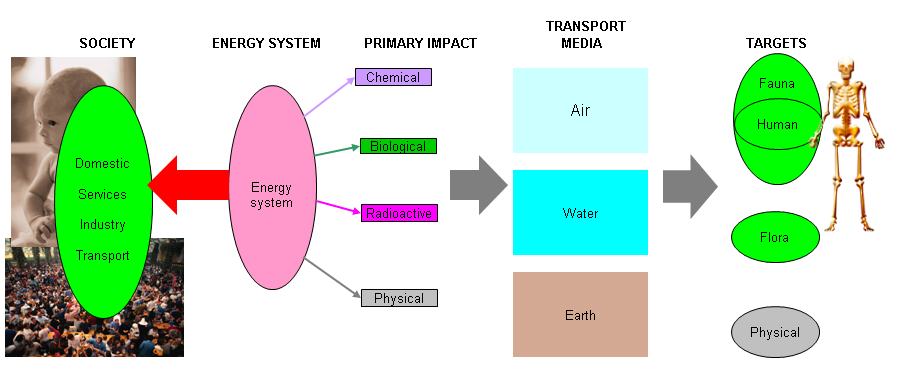 SOCIETY
ENERGY SYSTEM
PRIMARY IMPACT
TRANSPORT
MEDIA
TARGETS
Domestic
Services
Industry
Transport
Energy
system
Chemical
Biological
Radioactive
Physical
Air
Water
Earth
Fauna
Human
Flora
Physical